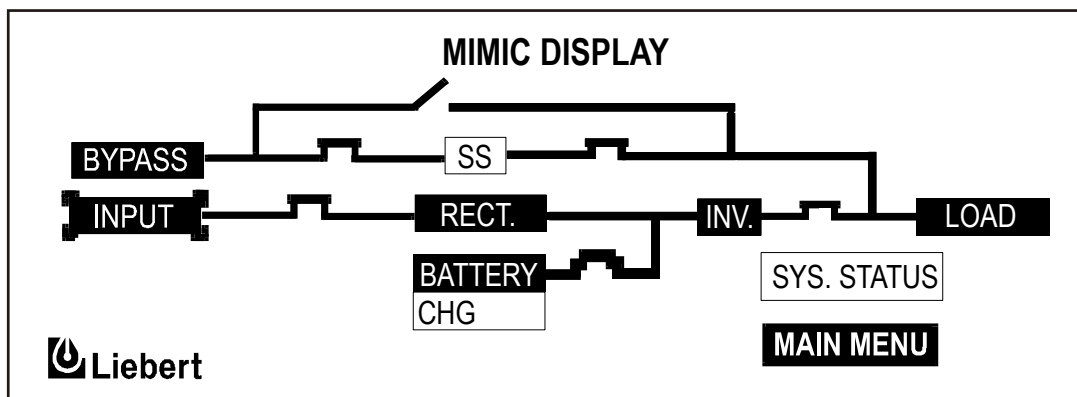 MIMIC DISPLAY
BYPASS
SS
INPUT
RECT.
INV.
LOAD
BATTERY
CHG
SYS. STATUS
MAIN MENU
Liebert